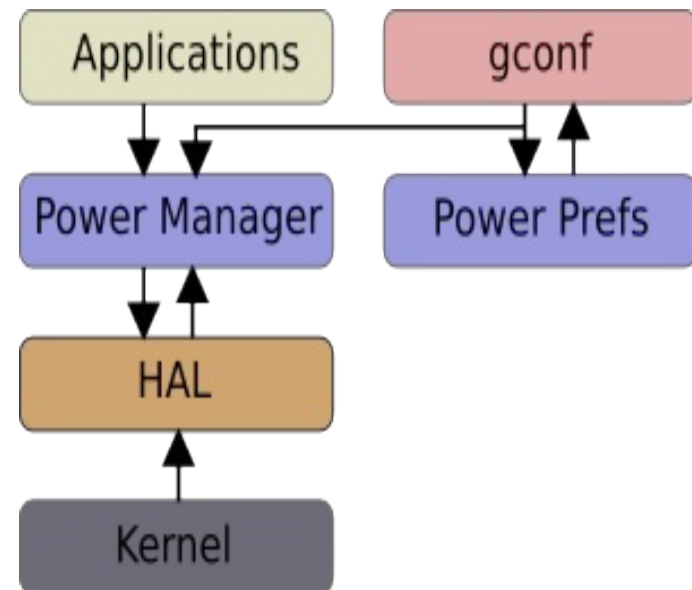 Applications
gconf
Power Manager
Power Prefs
HAL
Kernel